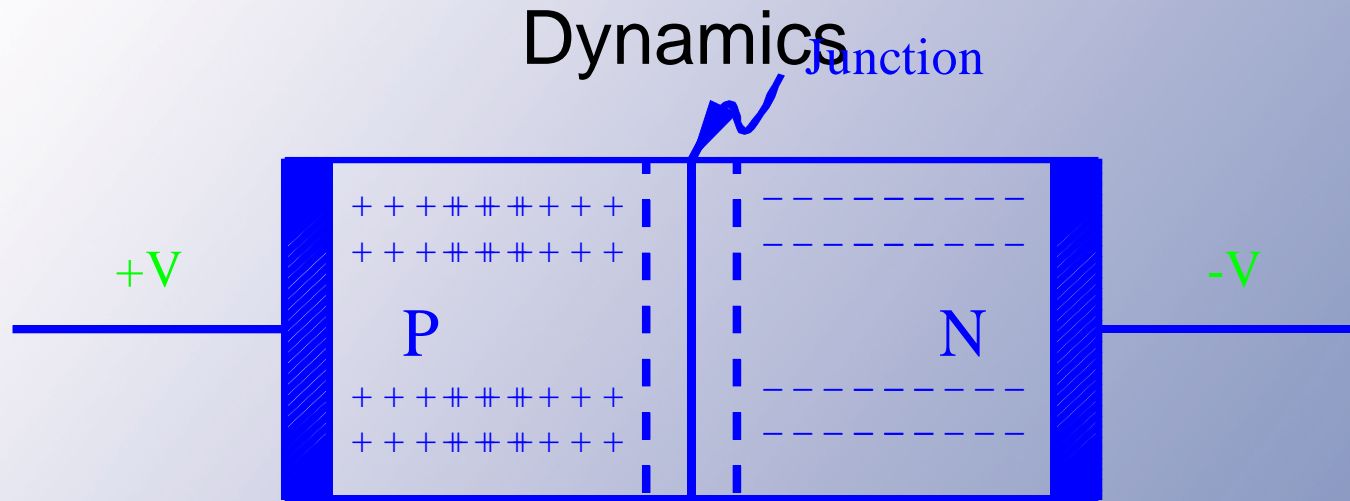 Dynamics
Junction
+ + + ++ ++ ++ + + +
− − − − − − − − −
+ + + ++ ++ ++ + + +
− − − − − − − − −
+V
-V
P
N
+ + + ++ ++ ++ + + +
− − − − − − − − −
+ + + ++ ++ ++ + + +
− − − − − − − − −